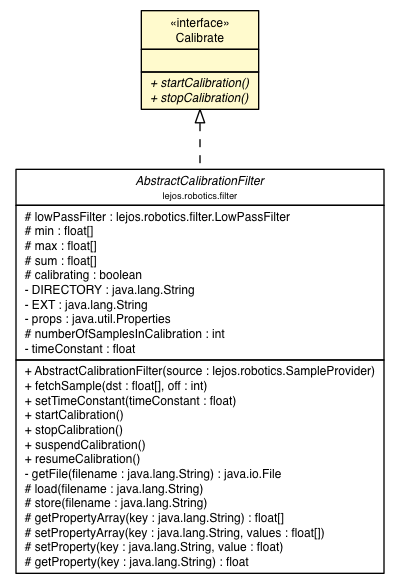 «interface»
Calibrate
+ startCalibration()
+ stopCalibration()
AbstractCalibrationFilter
lejos.robotics.filter
# lowPassFilter : lejos.robotics.filter.LowPassFilter
# min : float[]
# max : float[]
# sum : float[]
# calibrating : boolean
- DIRECTORY : java.lang.String
- EXT : java.lang.String
- props : java.util.Properties
# numberOfSamplesInCalibration : int
- timeConstant : float
+ AbstractCalibrationFilter(source : lejos.robotics.SampleProvider)
+ fetchSample(dst : float[], off : int)
+ setTimeConstant(timeConstant : float)
+ startCalibration()
+ stopCalibration()
+ suspendCalibration()
+ resumeCalibration()
- getFile(filename : java.lang.String) : java.io.File
# load(filename : java.lang.String)
# store(filename : java.lang.String)
# getPropertyArray(key : java.lang.String) : float[]
# setPropertyArray(key : java.lang.String, values : float[])
# setProperty(key : java.lang.String, value : float)
# getProperty(key : java.lang.String) : float